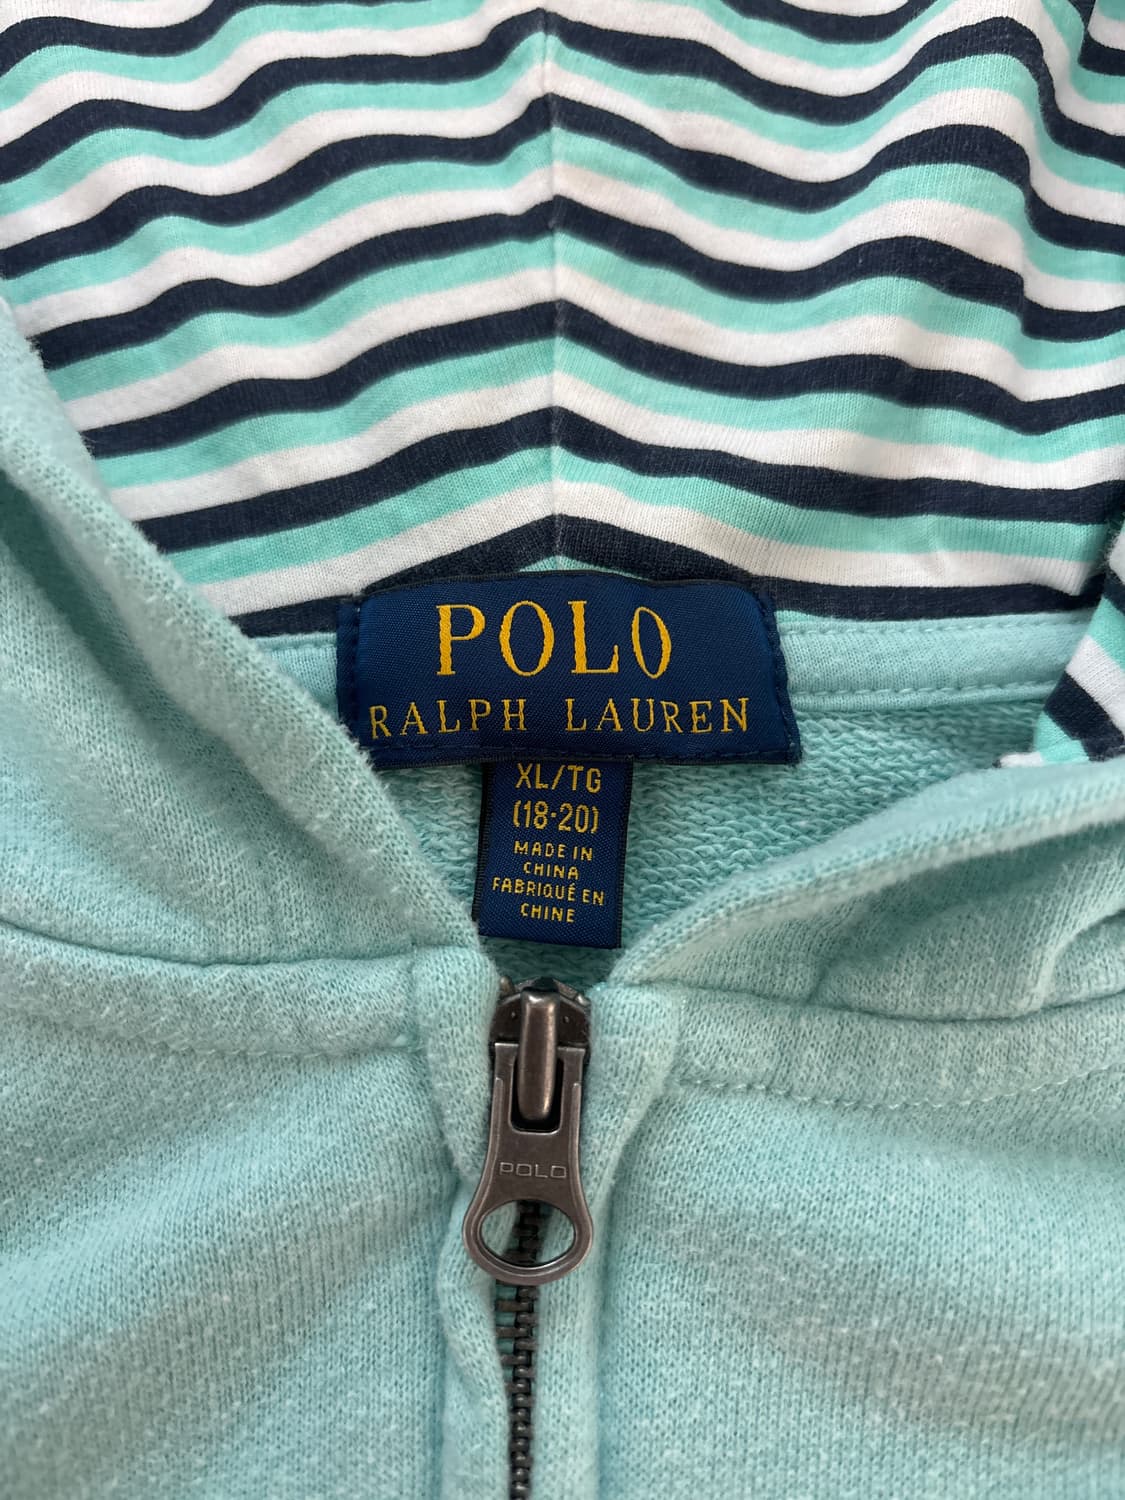 POLO
RALPH LAUREN
XL/TG
(18-20)
MADE IN
CHINA
FABRIQUÉ EN
CHINE
POLO